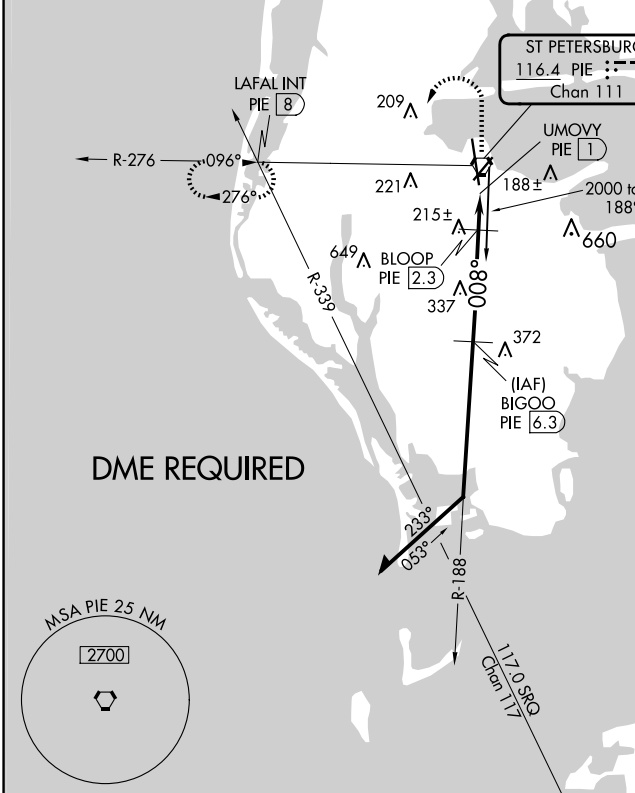 ST PETERSBURG
116.4 PIE
Chan 111
LAFAL INT
PIE 8
209
UMOVY
PIE 1
R-276
096°
276°
221
188±
2000 to
188°
215±
660
649
BLOOP
PIE 2.3
337
008°
R-339
372
(IAF)
BIGOO
PIE 6.3
DME REQUIRED
233°
053°
R-188
MSA PIE 25 NM
2700
117.0 SRQ
Chan 117